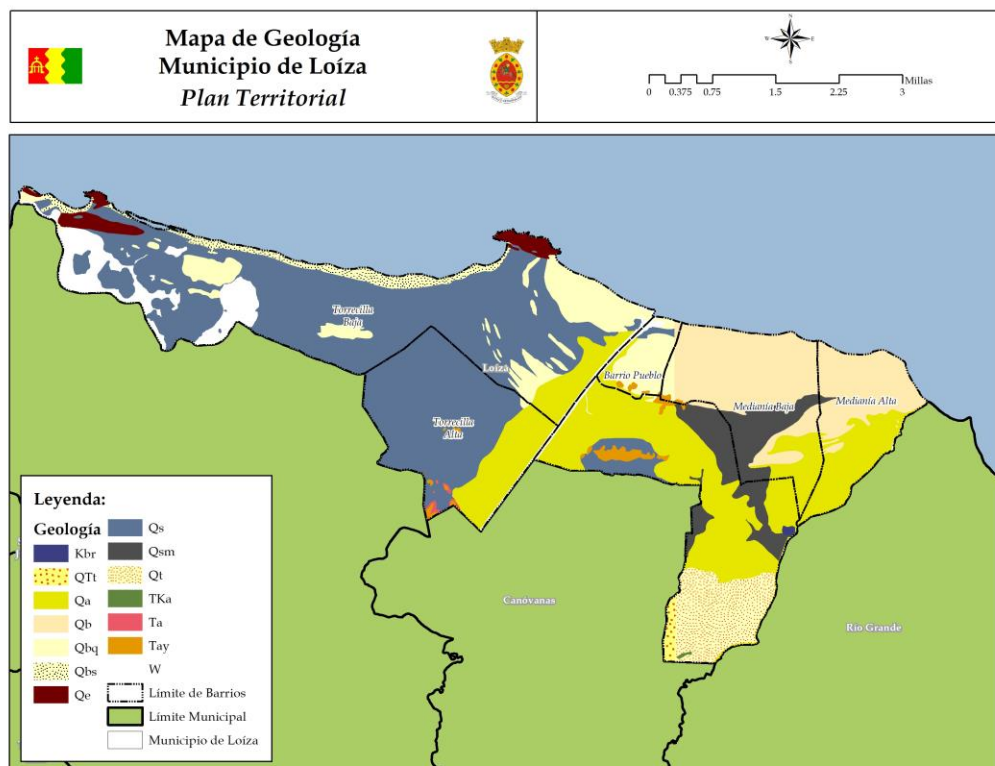 Mapa de Geología
Municipio de Loíza
Plan Territorial
N
W
E
S
Millas
0
0.375
0.75
1.5
2.25
3
Torrecilla
Baja
Loíza
Barrio Pueblo
Torrecilla
Alta
Medianía Baja
Medianía Alta
Canóvanas
Río Grande
Leyenda:
Geología
Kbr
QTt
Qa
Qb
Qbq
Qbs
Qe
Qs
Qsm
Qt
TKa
Ta
Tay
W
Límite de Barrios
Límite Municipal
Municipio de Loíza